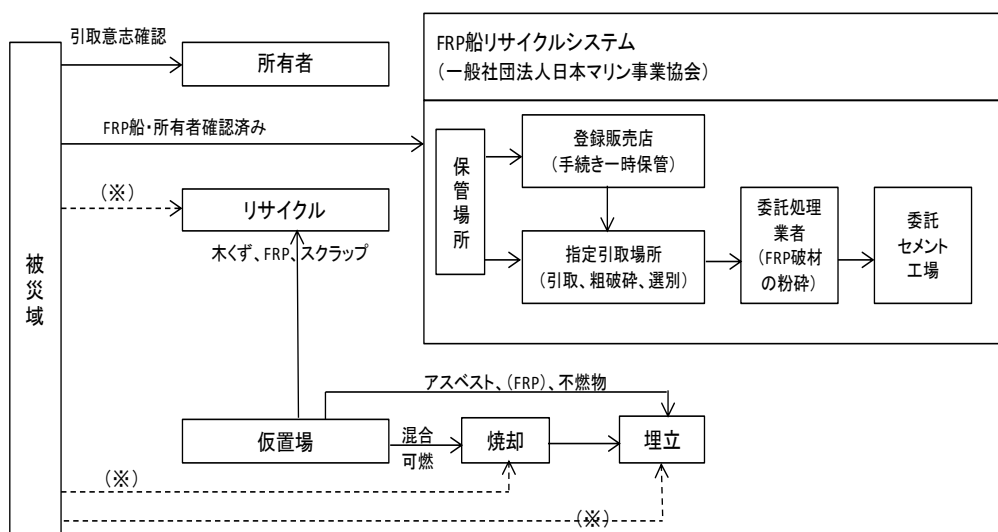 引取意志確認
所有者
FRP船リサイクルシステム
（一般社団法人日本マリン事業協会）
FRP船・所有者確認済み
登録販売店
（手続き一時保管）
保管場所
（※）
リサイクル
木くず、FRP、スクラップ
指定引取場所
（引取、粗破砕、選別）
委託処理
業者
（FRP破材
の粉砕）
委託
セメント
工場
被災域
アスベスト、（FRP）、不燃物
仮置場
混合
可燃
焼却
埋立
（※）
（※）